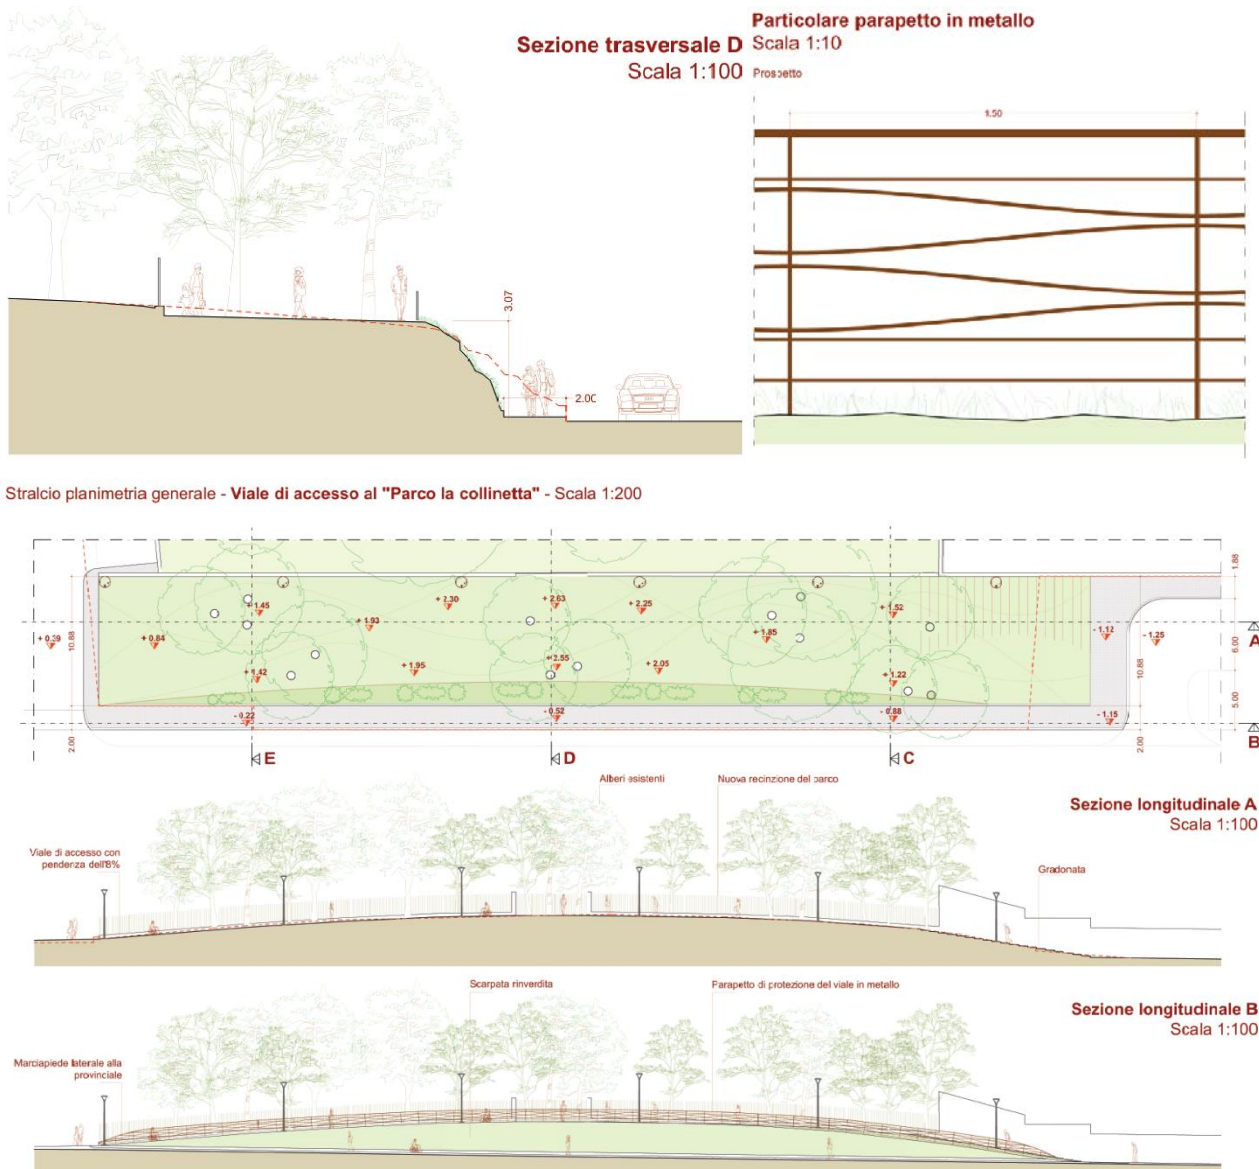 Sezione trasversale D
Scala 1:100
3.07
2.00
Particolare parapetto in metallo
Scala 1:10
Prospetto
1.50
Stralcio planimetria generale - Viale di accesso al "Parco la collinetta" - Scala 1:200
1.88
+ 1.45
+ 2.30
+ 2.63
+ 2.25
+ 1.52
+ 1.93
+ 0.39
+ 0.84
10.88
+ 1.85
- 1.12
- 1.25
A
6.00
+ 1.42
+ 1.95
+ 2.55
+ 2.05
+ 1.22
10.88
5.00
- 0.22
- 0.52
- 0.88
- 1.15
2.00
2.00
B
E
D
C
Alberi esistenti
Nuova recinzione del parco
Sezione longitudinale A
Scala 1:100
Viale di accesso con
pendenza dell'8%
Gradonata
Scarpata rinverdita
Parapetto di protezione del viale in metallo
Sezione longitudinale B
Scala 1:100
Marciapiede laterale alla
provinciale